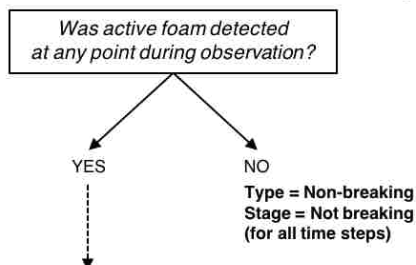 Was active foam detected
at any point during observation?
YES
NO
Type = Non-breaking
Stage = Not breaking
(for all time steps)